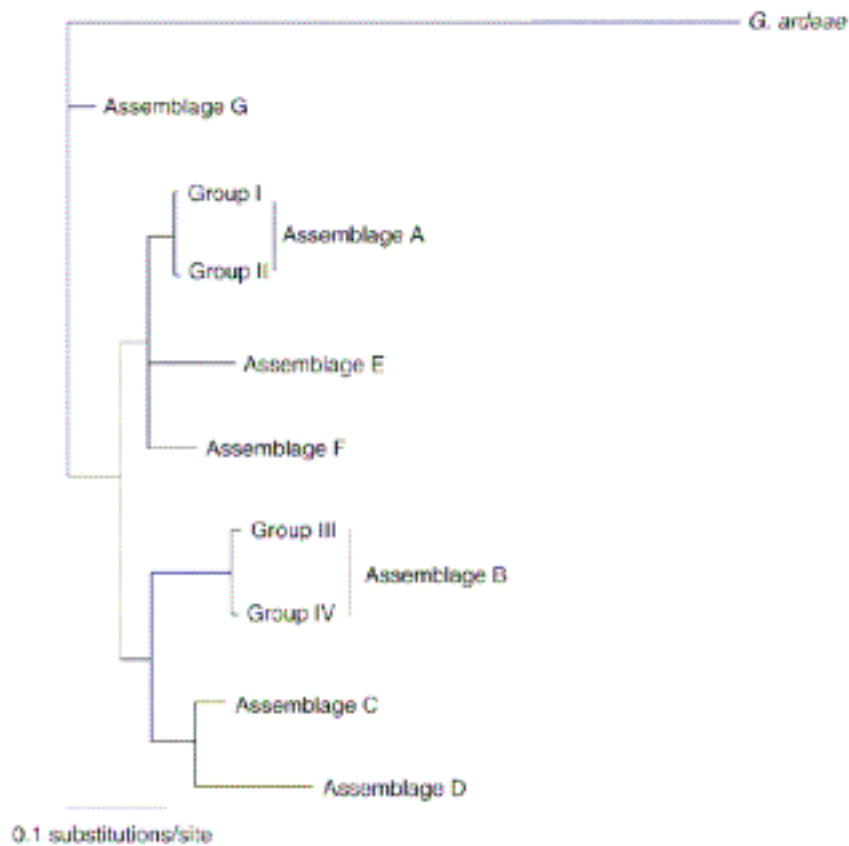 G. ardeae
Assemblage G
Group I
Assemblage A
Group II
Assemblage E
Assemblage F
Group III
Assemblage B
Group IV
Assemblage C
Assemblage D
0.1 substitutions/site